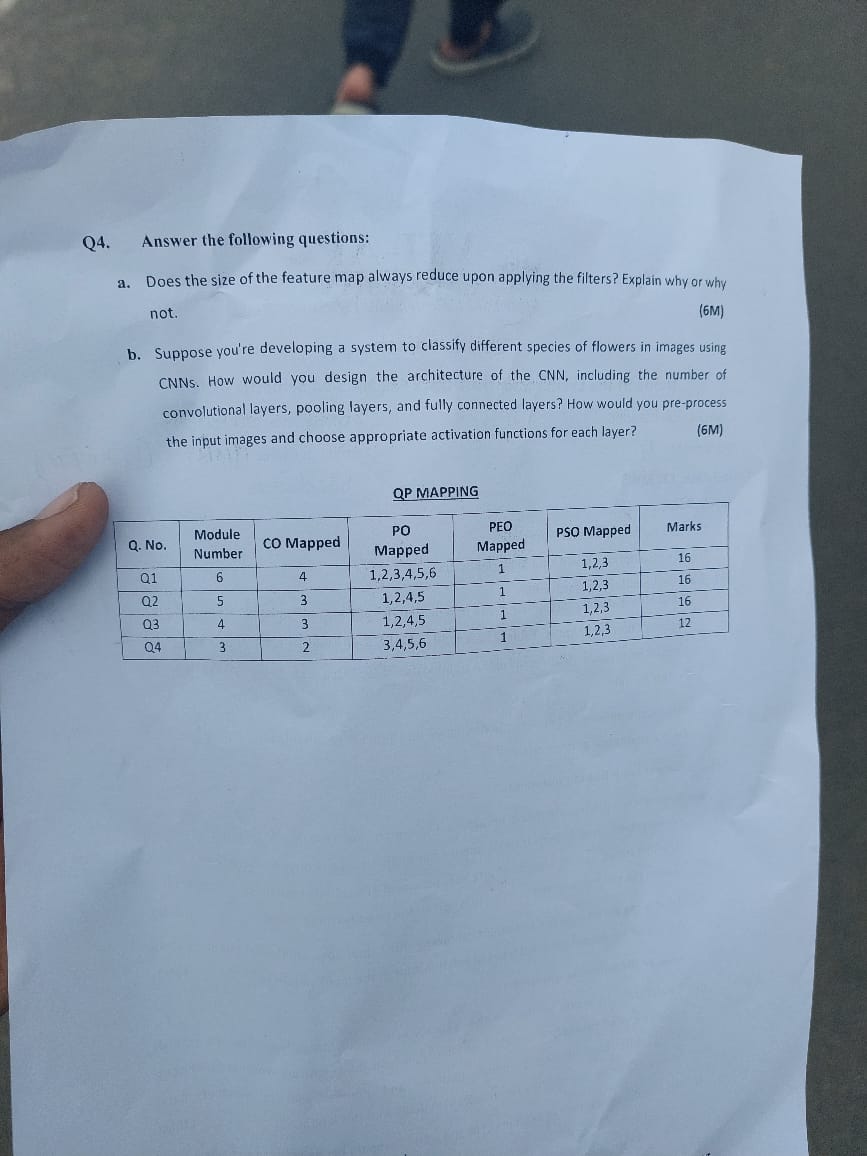 Q4. Answer the following questions:
a. Does the size of the feature map always reduce upon applying the filters? Explain why or why
not. (6M)
b. Suppose you're developing a system to classify different species of flowers in images using
CNNs. How would you design the architecture of the CNN, including the number of
convolutional layers, pooling layers, and fully connected layers? How would you pre-process
the input images and choose appropriate activation functions for each layer? (6M)
QP MAPPING
Q. No. Module Number CO Mapped PO Mapped PEO Mapped PSO Mapped Marks
Q1 6 4 1,2,3,4,5,6 1 1,2,3 16
Q2 5 3 1,2,4,5 1 1,2,3 16
Q3 4 3 1,2,4,5 1 1,2,3 16
Q4 3 2 3,4,5,6 1 1,2,3 12